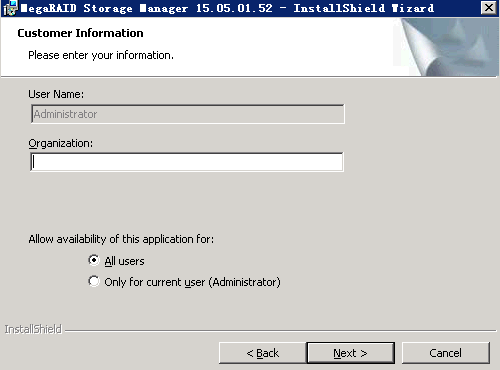 MegaRAID Storage Manager 15.05.01.52 - InstallShield Wizard
Customer Information
Please enter your information.
User Name:
Administrator
Organization:
Allow availability of this application for:
All users
Only for current user (Administrator)
InstallShield
< Back
Next >
Cancel